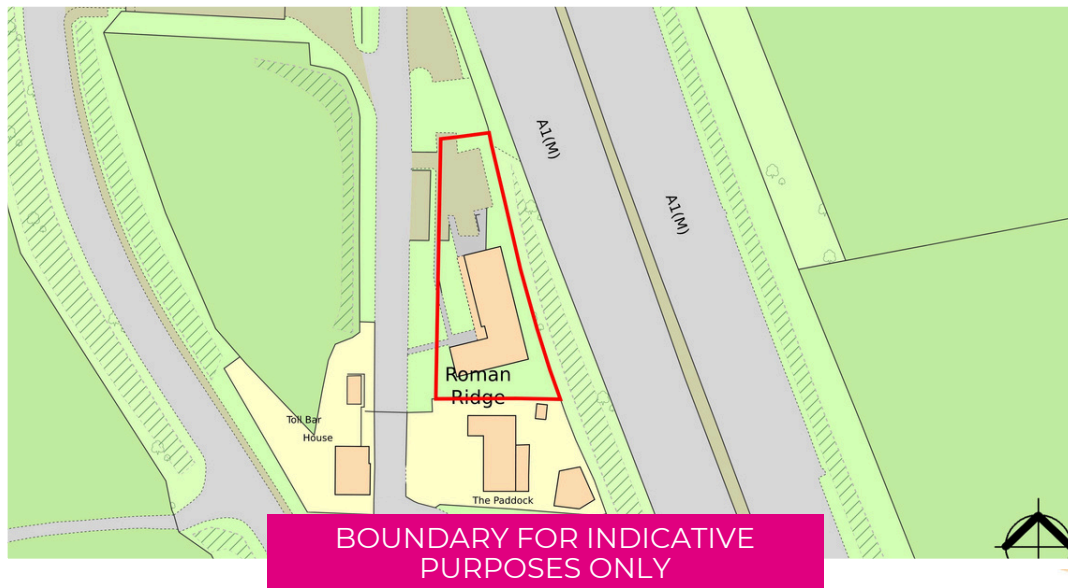 A1(M)
A1(M)
Roman
Ridge
Toll Bar
House
The Paddock
BOUNDARY FOR INDICATIVE
PURPOSES ONLY